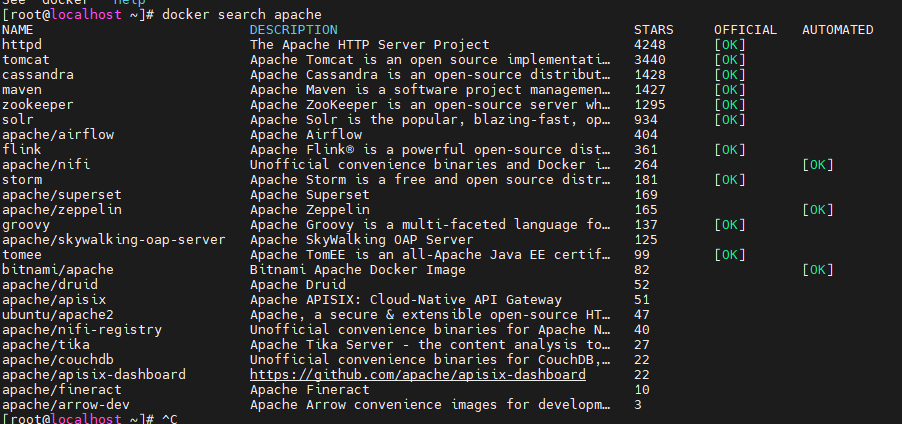 See 'docker --help'
[root@localhost ~]# docker search apache
NAME DESCRIPTION STARS OFFICIAL AUTOMATED
httpd The Apache HTTP Server Project 4248 [OK]
tomcat Apache Tomcat is an open source implementati… 3440 [OK]
cassandra Apache Cassandra is an open-source distribut… 1428 [OK]
maven Apache Maven is a software project managemen… 1427 [OK]
zookeeper Apache ZooKeeper is an open-source server wh… 1295 [OK]
solr Apache Solr is the popular, blazing-fast, op… 934 [OK]
apache/airflow Apache Airflow 404
flink Apache Flink® is a powerful open-source dist… 361 [OK]
apache/nifi Unofficial convenience binaries and Docker i… 264 [OK]
storm Apache Storm is a free and open source distr… 181 [OK]
apache/superset Apache Superset 169
apache/zeppelin Apache Zeppelin 165 [OK]
groovy Apache Groovy is a multi-faceted language fo… 137 [OK]
apache/skywalking-oap-server Apache SkyWalking OAP Server 125
tomee Apache TomEE is an all-Apache Java EE certif… 99 [OK]
bitnami/apache Bitnami Apache Docker Image 82 [OK]
apache/druid Apache Druid 52
apache/apisix Apache APISIX: Cloud-Native API Gateway 51
ubuntu/apache2 Apache, a secure & extensible open-source HT… 47
apache/nifi-registry Unofficial convenience binaries for Apache N… 40
apache/tika Apache Tika Server - the content analysis to… 27
apache/couchdb Unofficial convenience binaries for CouchDB,… 22
apache/apisix-dashboard https://github.com/apache/apisix-dashboard 22
apache/fineract Apache Fineract 10
apache/arrow-dev Apache Arrow convenience images for developm… 3
[root@localhost ~]# ^C